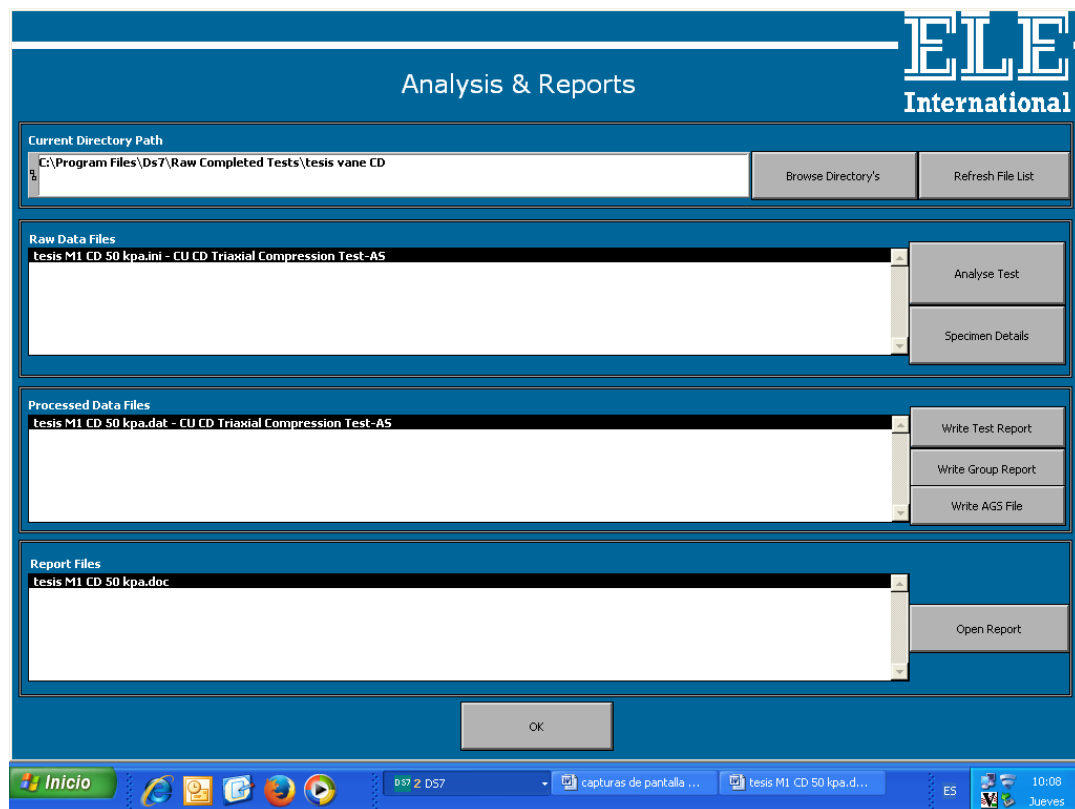 ELE
International
Analysis & Reports
Current Directory Path
C:\Program Files\Ds7\Raw Completed Tests\tesis vane CD
Browse Directory's
Refresh File List
Raw Data Files
tesis M1 CD 50 kpa.ini - CU CD Triaxial Compression Test-AS
Analyse Test
Specimen Details
Processed Data Files
tesis M1 CD 50 kpa.dat - CU CD Triaxial Compression Test-AS
Write Test Report
Write Group Report
Write AGS File
Report Files
tesis M1 CD 50 kpa.doc
Open Report
OK
Inicio
DS7 2 DS7
capturas de pantalla ...
tesis M1 CD 50 kpa.d...
ES
10:08
Jueves